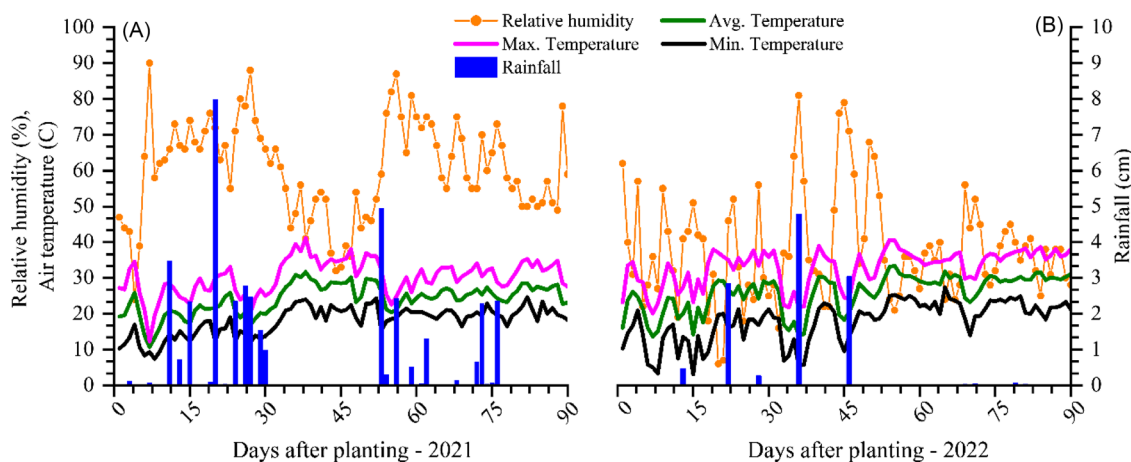 (A)
Relative humidity
Avg. Temperature
(B)
Max. Temperature
Min. Temperature
Rainfall
Relative humidity (%),
Air temperature (C)
100
90
80
70
60
50
40
30
20
10
0
10
9
8
7
6
5
4
3
2
1
0
Rainfall (cm)
0 15 30 45 60 75 90
0 15 30 45 60 75 90
Days after planting - 2021
Days after planting - 2022